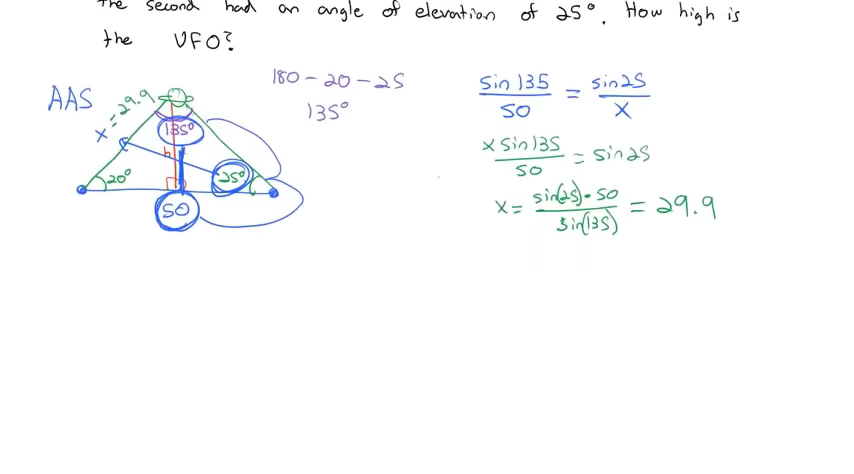 the second had an angle of elevation of 25°. How high is
the UFO?
AAS
180 - 20 - 25
135°
x = 29.9
135°
h
20°
25°
50
sin 135 / 50 = sin 25 / x
x sin 135 / 50 = sin 25
x = sin(25) • 50 / sin(135) = 29.9